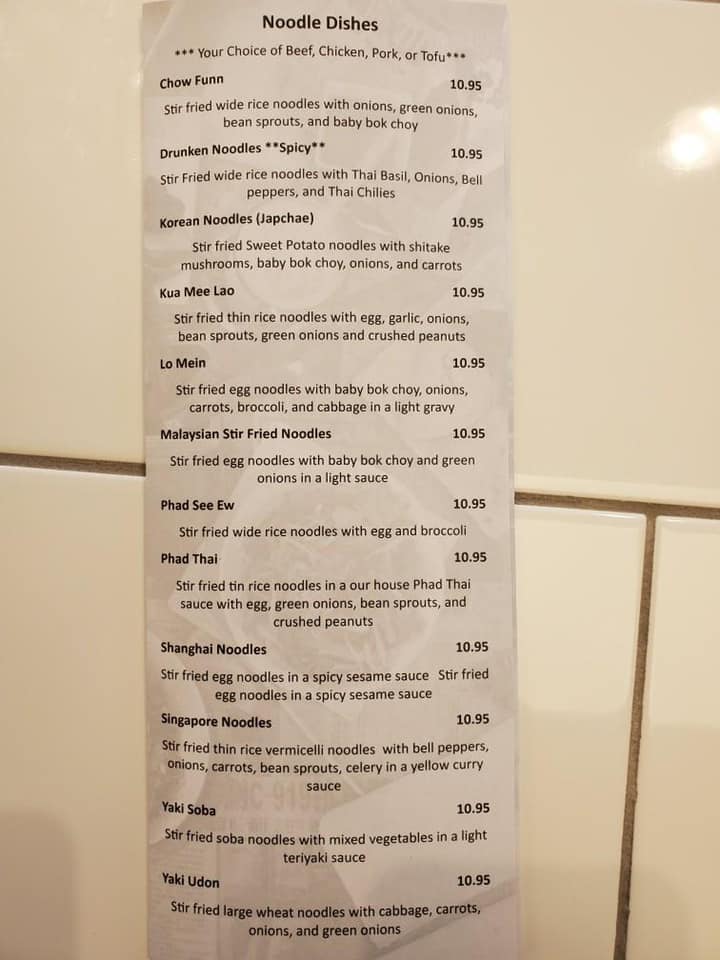 Noodle Dishes
*** Your Choice of Beef, Chicken, Pork, or Tofu***
Chow Funn 10.95
Stir fried wide rice noodles with onions, green onions,
bean sprouts, and baby bok choy
Drunken Noodles **Spicy** 10.95
Stir Fried wide rice noodles with Thai Basil, Onions, Bell
peppers, and Thai Chilies
Korean Noodles (Japchae) 10.95
Stir fried Sweet Potato noodles with shitake
mushrooms, baby bok choy, onions, and carrots
Kua Mee Lao 10.95
Stir fried thin rice noodles with egg, garlic, onions,
bean sprouts, green onions and crushed peanuts
Lo Mein 10.95
Stir fried egg noodles with baby bok choy, onions,
carrots, broccoli, and cabbage in a light gravy
Malaysian Stir Fried Noodles 10.95
Stir fried egg noodles with baby bok choy and green
onions in a light sauce
Phad See Ew 10.95
Stir fried wide rice noodles with egg and broccoli
Phad Thai 10.95
Stir fried tin rice noodles in a our house Phad Thai
sauce with egg, green onions, bean sprouts, and
crushed peanuts
Shanghai Noodles 10.95
Stir fried egg noodles in a spicy sesame sauce Stir fried
egg noodles in a spicy sesame sauce
Singapore Noodles 10.95
Stir fried thin rice vermicelli noodles with bell peppers,
onions, carrots, bean sprouts, celery in a yellow curry
sauce
Yaki Soba 10.95
Stir fried soba noodles with mixed vegetables in a light
teriyaki sauce
Yaki Udon 10.95
Stir fried large wheat noodles with cabbage, carrots,
onions, and green onions